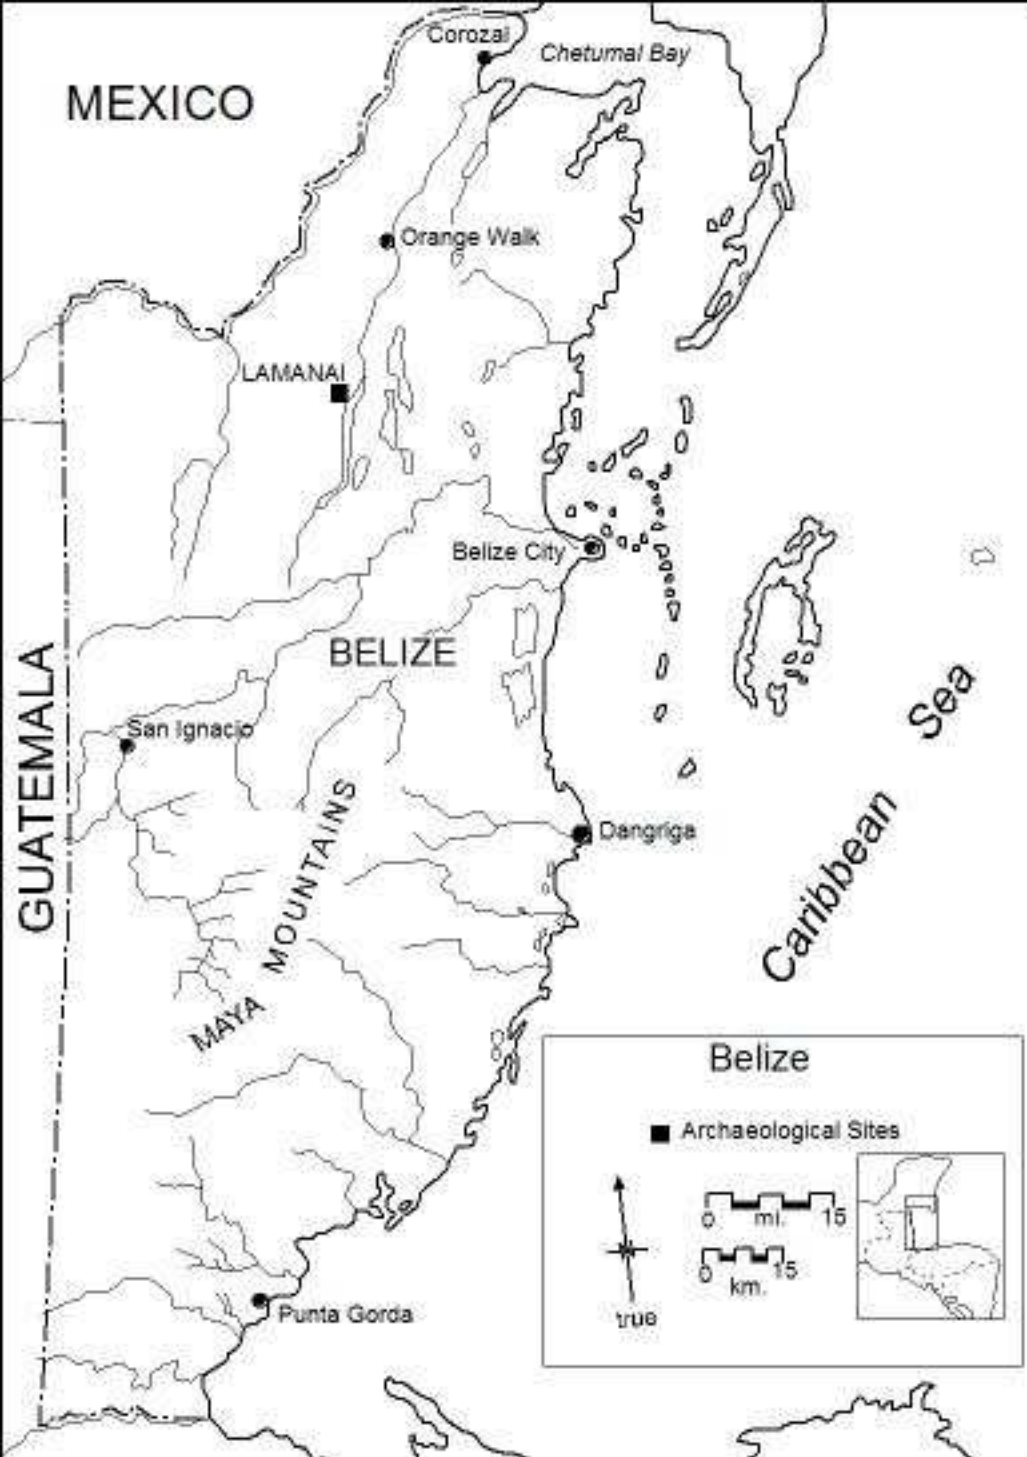 Corozal
Chetumal Bay
MEXICO
Orange Walk
LAMANAI
Belize City
BELIZE
GUATEMALA
San Ignacio
Caribbean Sea
Dangriga
MAYA MOUNTAINS
Punta Gorda
Belize
Archaeological Sites
0 mi. 15
0 km. 15
true